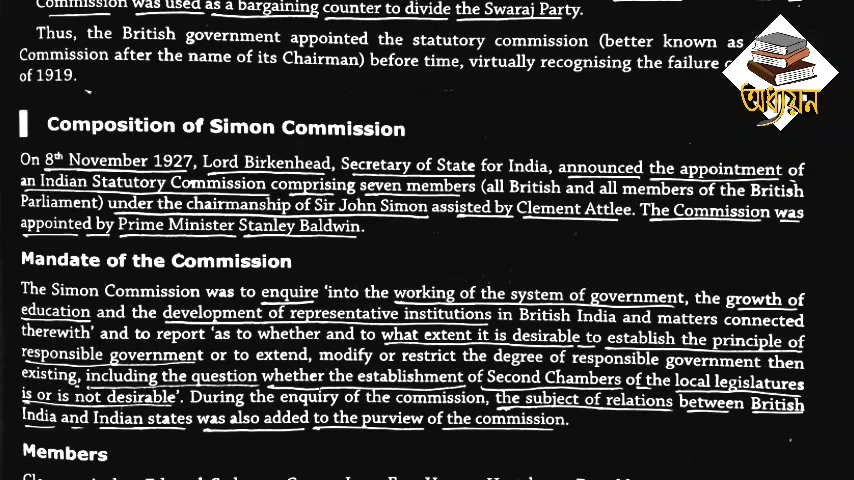 Commission was used as a bargaining counter to divide the Swaraj Party.
Thus, the British government appointed the statutory commission (better known as
Commission after the name of its Chairman) before time, virtually recognising the failure
of 1919.
অধ্যয়ন
Composition of Simon Commission
On 8th November 1927, Lord Birkenhead, Secretary of State for India, announced the appointment of
an Indian Statutory Commission comprising seven members (all British and all members of the British
Parliament) under the chairmanship of Sir John Simon assisted by Clement Attlee. The Commission was
appointed by Prime Minister Stanley Baldwin.
Mandate of the Commission
The Simon Commission was to enquire ‘into the working of the system of government, the growth of
education and the development of representative institutions in British India and matters connected
therewith’ and to report ‘as to whether and to what extent it is desirable to establish the principle of
responsible government or to extend, modify or restrict the degree of responsible government then
existing, including the question whether the establishment of Second Chambers of the local legislatures
is or is not desirable’. During the enquiry of the commission, the subject of relations between British
India and Indian states was also added to the purview of the commission.
Members